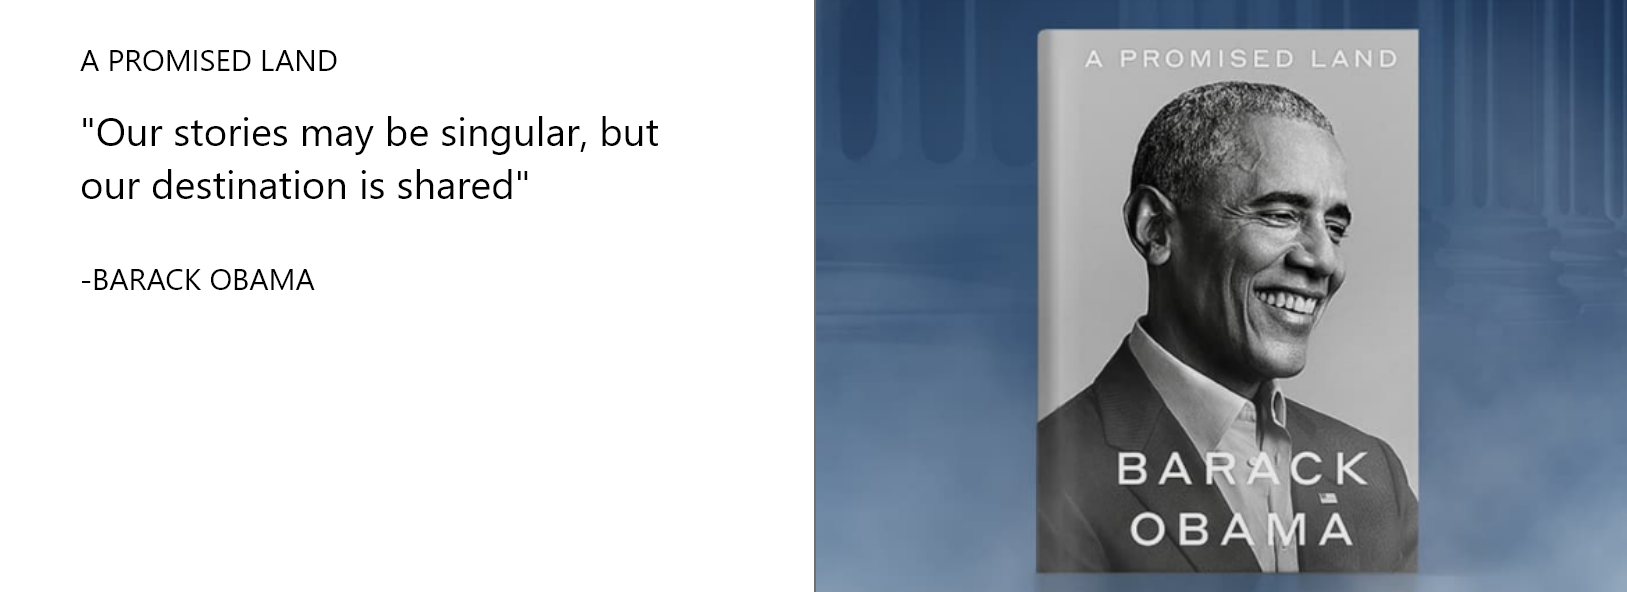 A PROMISED LAND
"Our stories may be singular, but
our destination is shared"
-BARACK OBAMA
A PROMISED LAND
BARACK
OBAMA